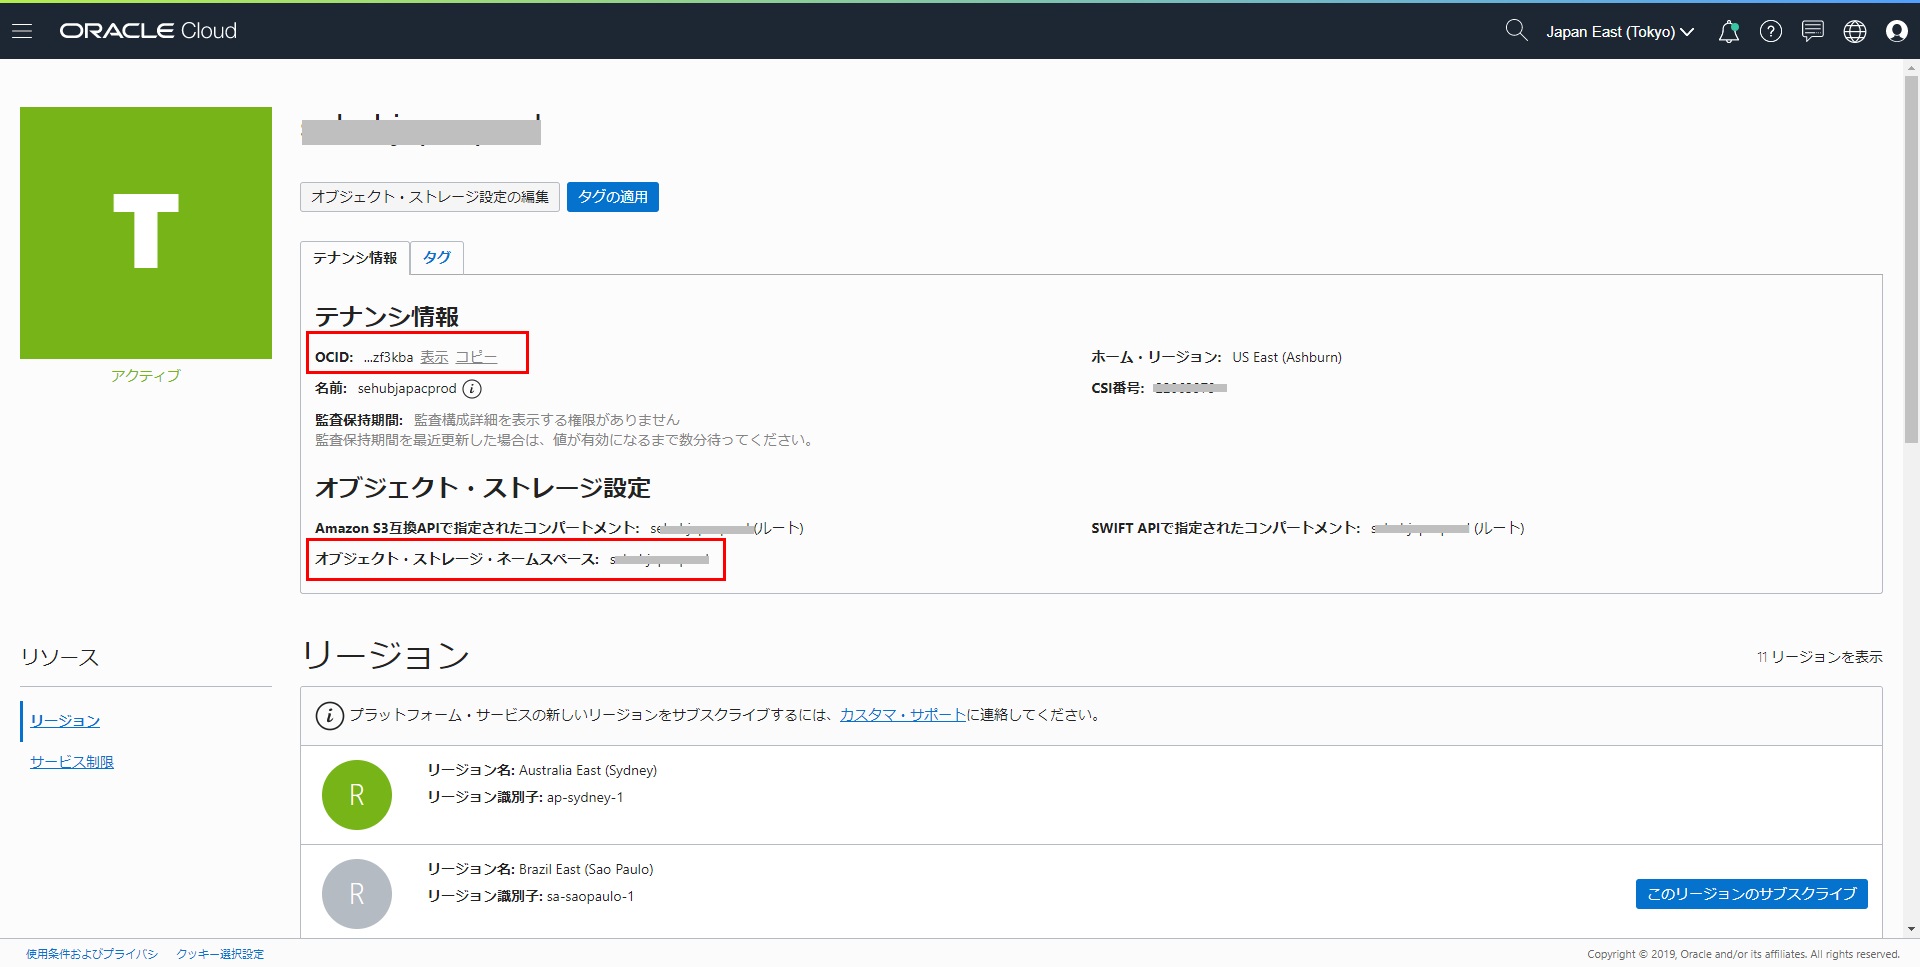 ORACLE Cloud
Japan East (Tokyo)
T
アクティブ
オブジェクト・ストレージ設定の編集 タグの適用
テナンシ情報 タグ
テナンシ情報
OCID: ...zf3kba 表示 コピー
ホーム・リージョン: US East (Ashburn)
名前: sehubjapacprod
CSI番号:
監査保持期間: 監査構成詳細を表示する権限がありません
監査保持期間を最近更新した場合は、値が有効になるまで数分待ってください。
オブジェクト・ストレージ設定
Amazon S3互換APIで指定されたコンパートメント: (ルート)
SWIFT APIで指定されたコンパートメント: (ルート)
オブジェクト・ストレージ・ネームスペース:
リソース
リージョン
サービス制限
リージョン
11 リージョンを表示
プラットフォーム・サービスの新しいリージョンをサブスクライブするには、カスタマ・サポートに連絡してください。
R
リージョン名: Australia East (Sydney)
リージョン識別子: ap-sydney-1
R
リージョン名: Brazil East (Sao Paulo)
リージョン識別子: sa-saopaulo-1
このリージョンのサブスクライブ
使用条件およびプライバシ クッキー選択設定
Copyright © 2019, Oracle and/or its affiliates. All rights reserved.